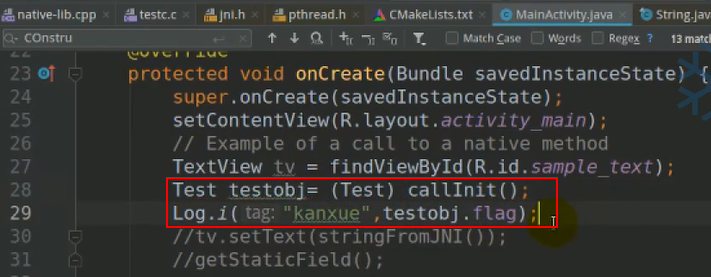 native-lib.cpp testc.c jni.h pthread.h CMakeLists.txt MainActivity.java String.java
COnstru Match Case Words Regex ? 13 match
22 @Override
23 protected void onCreate(Bundle savedInstanceState) {
24 super.onCreate(savedInstanceState);
25 setContentView(R.layout.activity_main);
26 // Example of a call to a native method
27 TextView tv = findViewById(R.id.sample_text);
28 Test testobj= (Test) callInit();
29 Log.i( tag: "kanxue",testobj.flag);
30 //tv.setText(stringFromJNI());
31 //getStaticField();